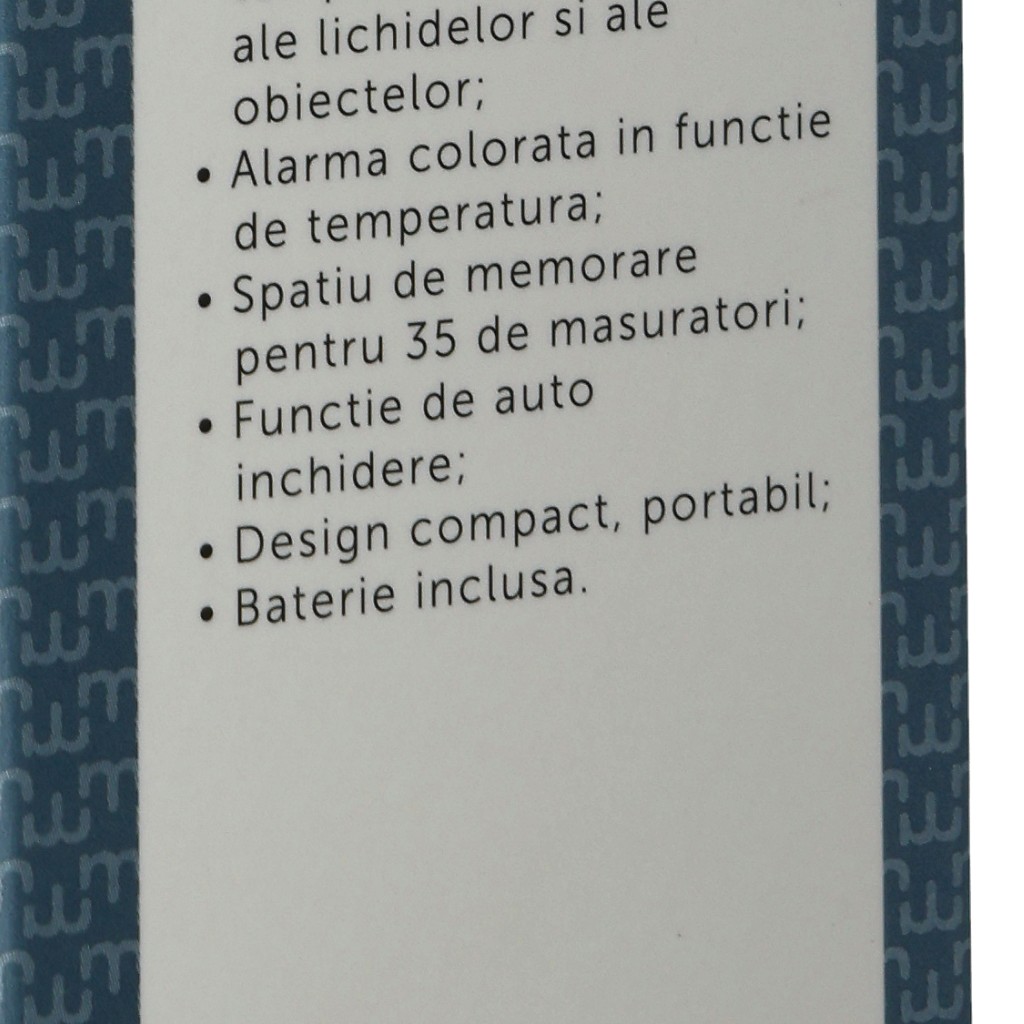 ale lichidelor si ale
obiectelor;
• Alarma colorata in functie
de temperatura;
• Spatiu de memorare
pentru 35 de masuratori;
• Functie de auto
inchidere;
• Design compact, portabil;
• Baterie inclusa.